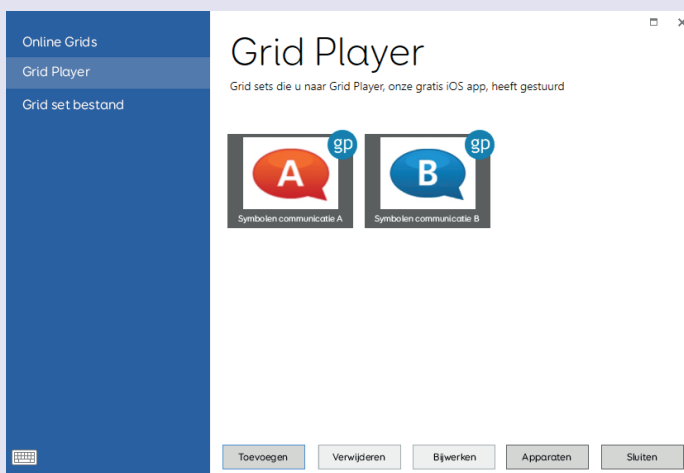 Online Grids
Grid Player
Grid set bestand
Grid Player
Grid sets die u naar Grid Player, onze gratis iOS app, heeft gestuurd
A
gp
Symbolen communicatie A
B
gp
Symbolen communicatie B
Toevoegen
Verwijderen
Bijwerken
Apparaten
Sluiten